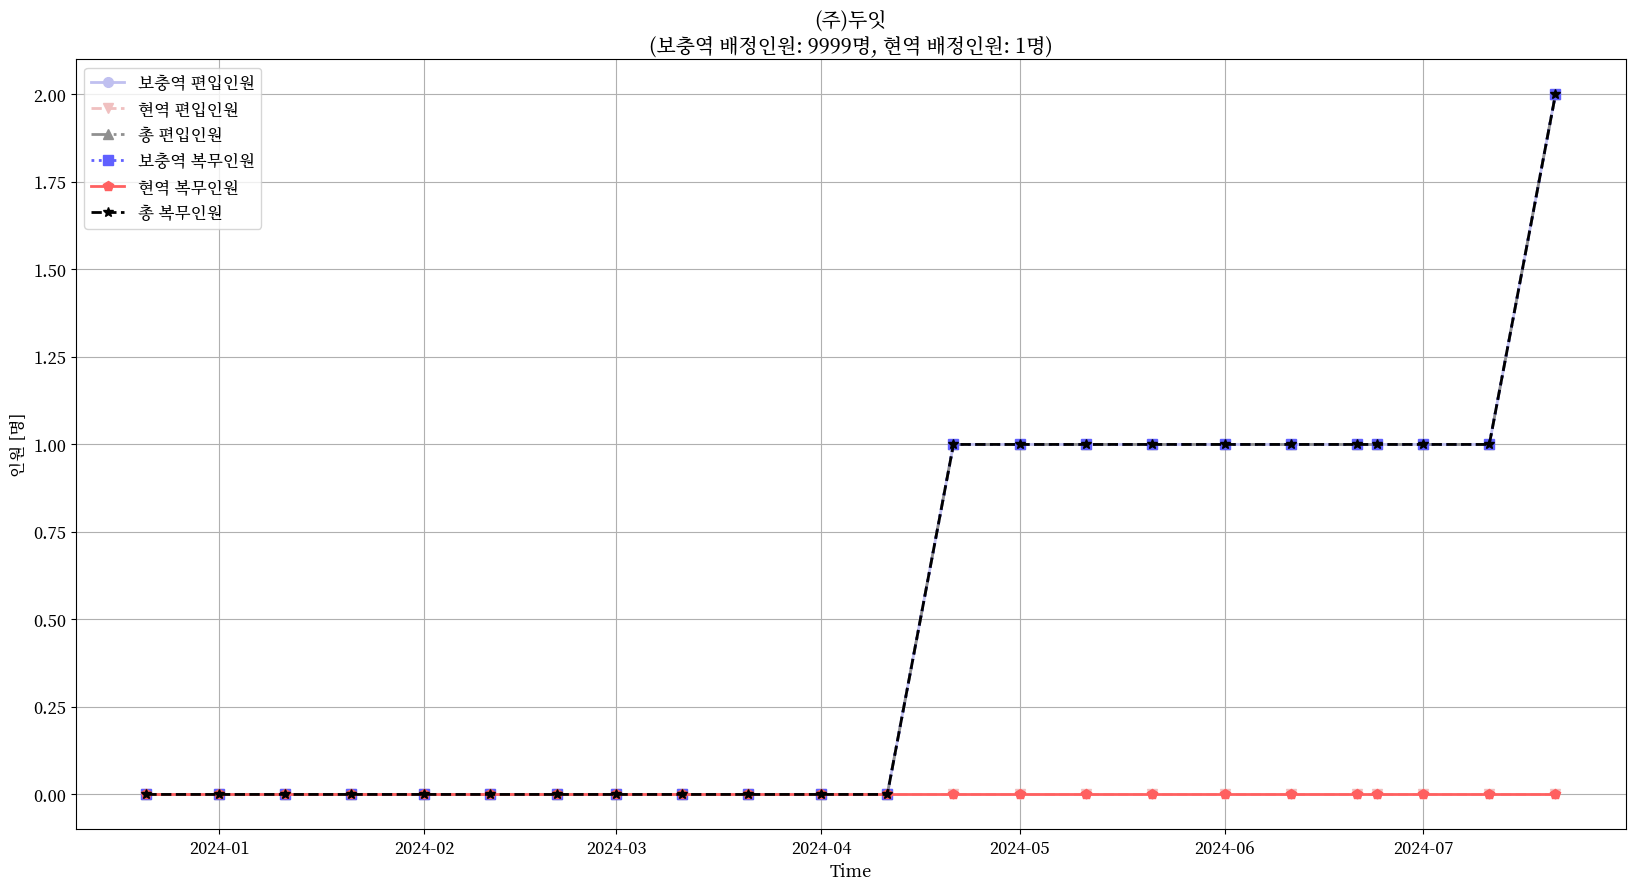 (주)두잇
(보충역 배정인원: 9999명, 현역 배정인원: 1명)
보충역 편입인원
현역 편입인원
총 편입인원
보충역 복무인원
현역 복무인원
총 복무인원
2.00
1.75
1.50
1.25
1.00
0.75
0.50
0.25
0.00
인원 [명]
2024-01
2024-02
2024-03
2024-04
2024-05
2024-06
2024-07
Time